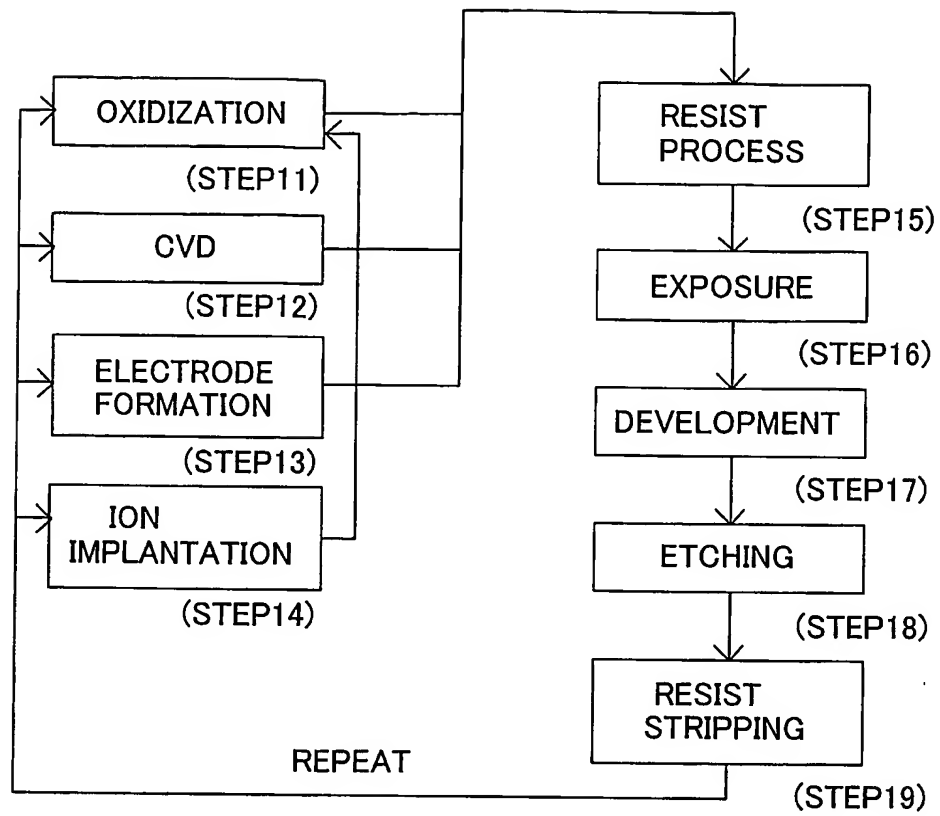 OXIDIZATION
(STEP11)
CVD
(STEP12)
ELECTRODE
FORMATION
(STEP13)
ION
IMPLANTATION
(STEP14)
RESIST
PROCESS
(STEP15)
EXPOSURE
(STEP16)
DEVELOPMENT
(STEP17)
ETCHING
(STEP18)
RESIST
STRIPPING
(STEP19)
REPEAT